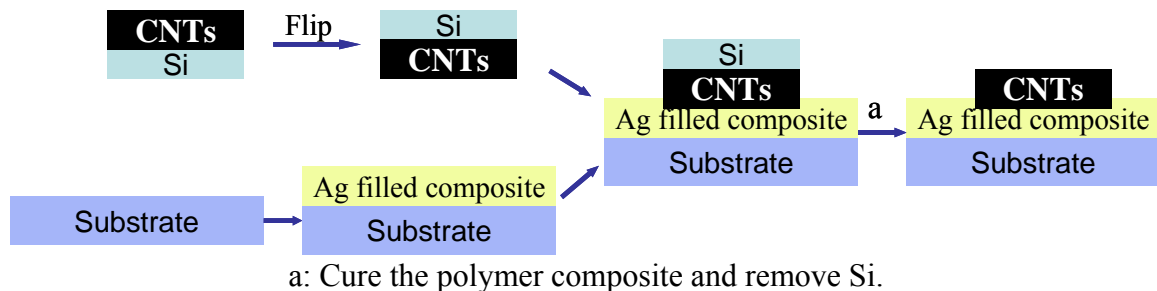 CNTs
Si
Flip
Si
CNTs
Si
CNTs
Ag filled composite
Substrate
a
CNTs
Ag filled composite
Substrate
Substrate
Ag filled composite
Substrate
a: Cure the polymer composite and remove Si.